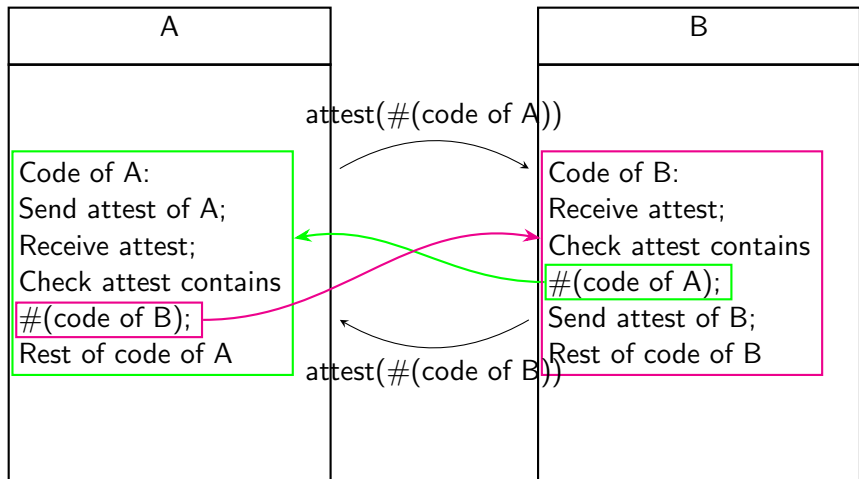 A
B
attest(#(code of A))
Code of A:
Send attest of A;
Receive attest;
Check attest contains
#(code of B);
Rest of code of A
Code of B:
Receive attest;
Check attest contains
#(code of A);
Send attest of B;
Rest of code of B
attest(#(code of B))